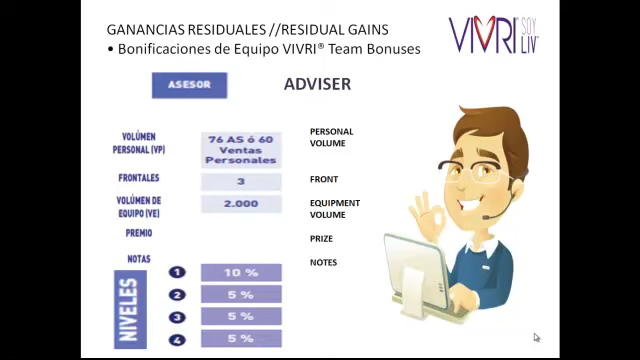 GANANCIAS RESIDUALES //RESIDUAL GAINS
• Bonificaciones de Equipo VIVRI® Team Bonuses
VIVRI® SOY LIV®
ASESOR
ADVISER
VOLÚMEN
PERSONAL (VP)
76 AS ó 60
Ventas
Personales
PERSONAL
VOLUME
FRONTALES
3
FRONT
VOLÚMEN DE
EQUIPO (VE)
2.000
EQUIPMENT
VOLUME
PREMIO
PRIZE
NOTAS
NOTES
NIVELES
1 10 %
2 5 %
3 5 %
4 5 %